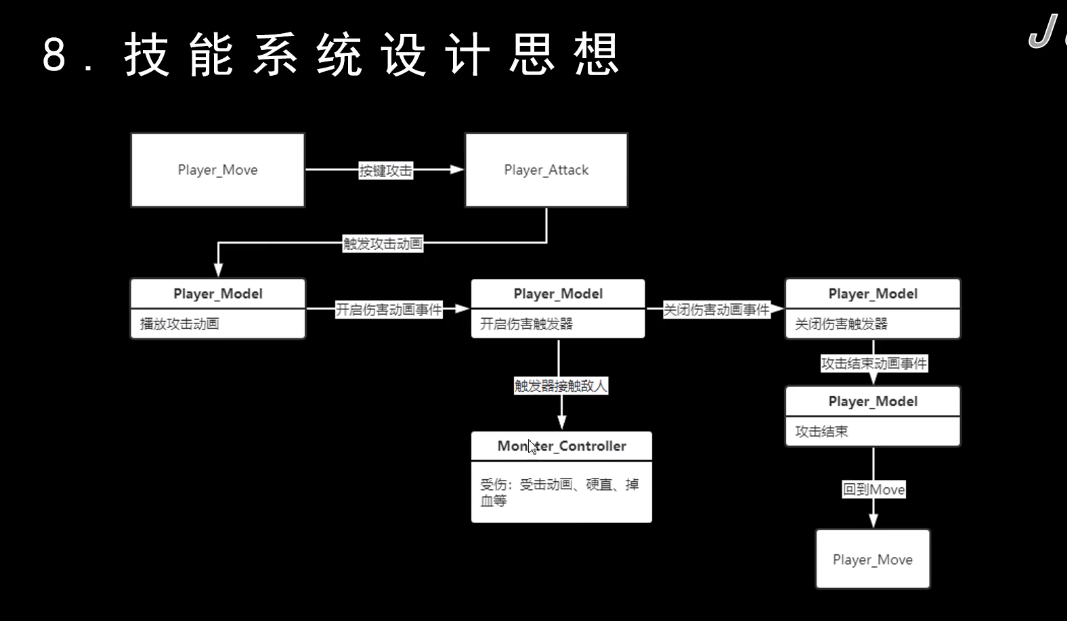 8. 技能系统设计思想
J
Player_Move
按键攻击
Player_Attack
触发攻击动画
Player_Model
播放攻击动画
开启伤害动画事件
Player_Model
开启伤害触发器
关闭伤害动画事件
Player_Model
关闭伤害触发器
触发器接触敌人
攻击结束动画事件
Player_Model
攻击结束
Monster_Controller
受伤：受击动画、硬直、掉
血等
回到Move
Player_Move